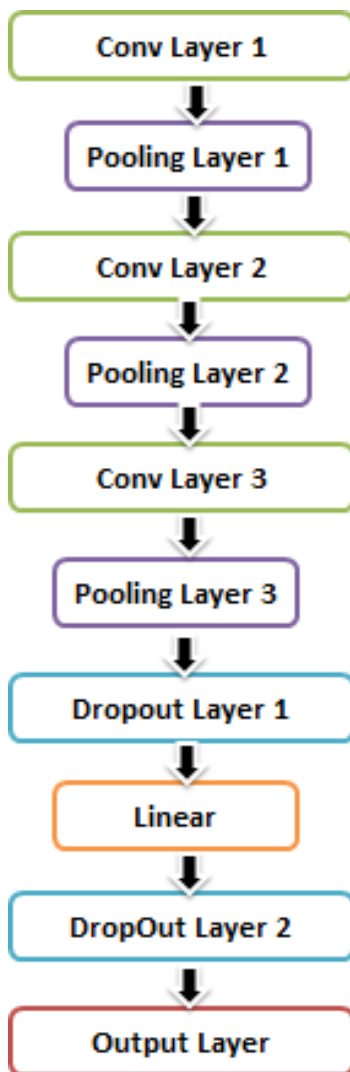 Conv Layer 1
Pooling Layer 1
Conv Layer 2
Pooling Layer 2
Conv Layer 3
Pooling Layer 3
Dropout Layer 1
Linear
DropOut Layer 2
Output Layer